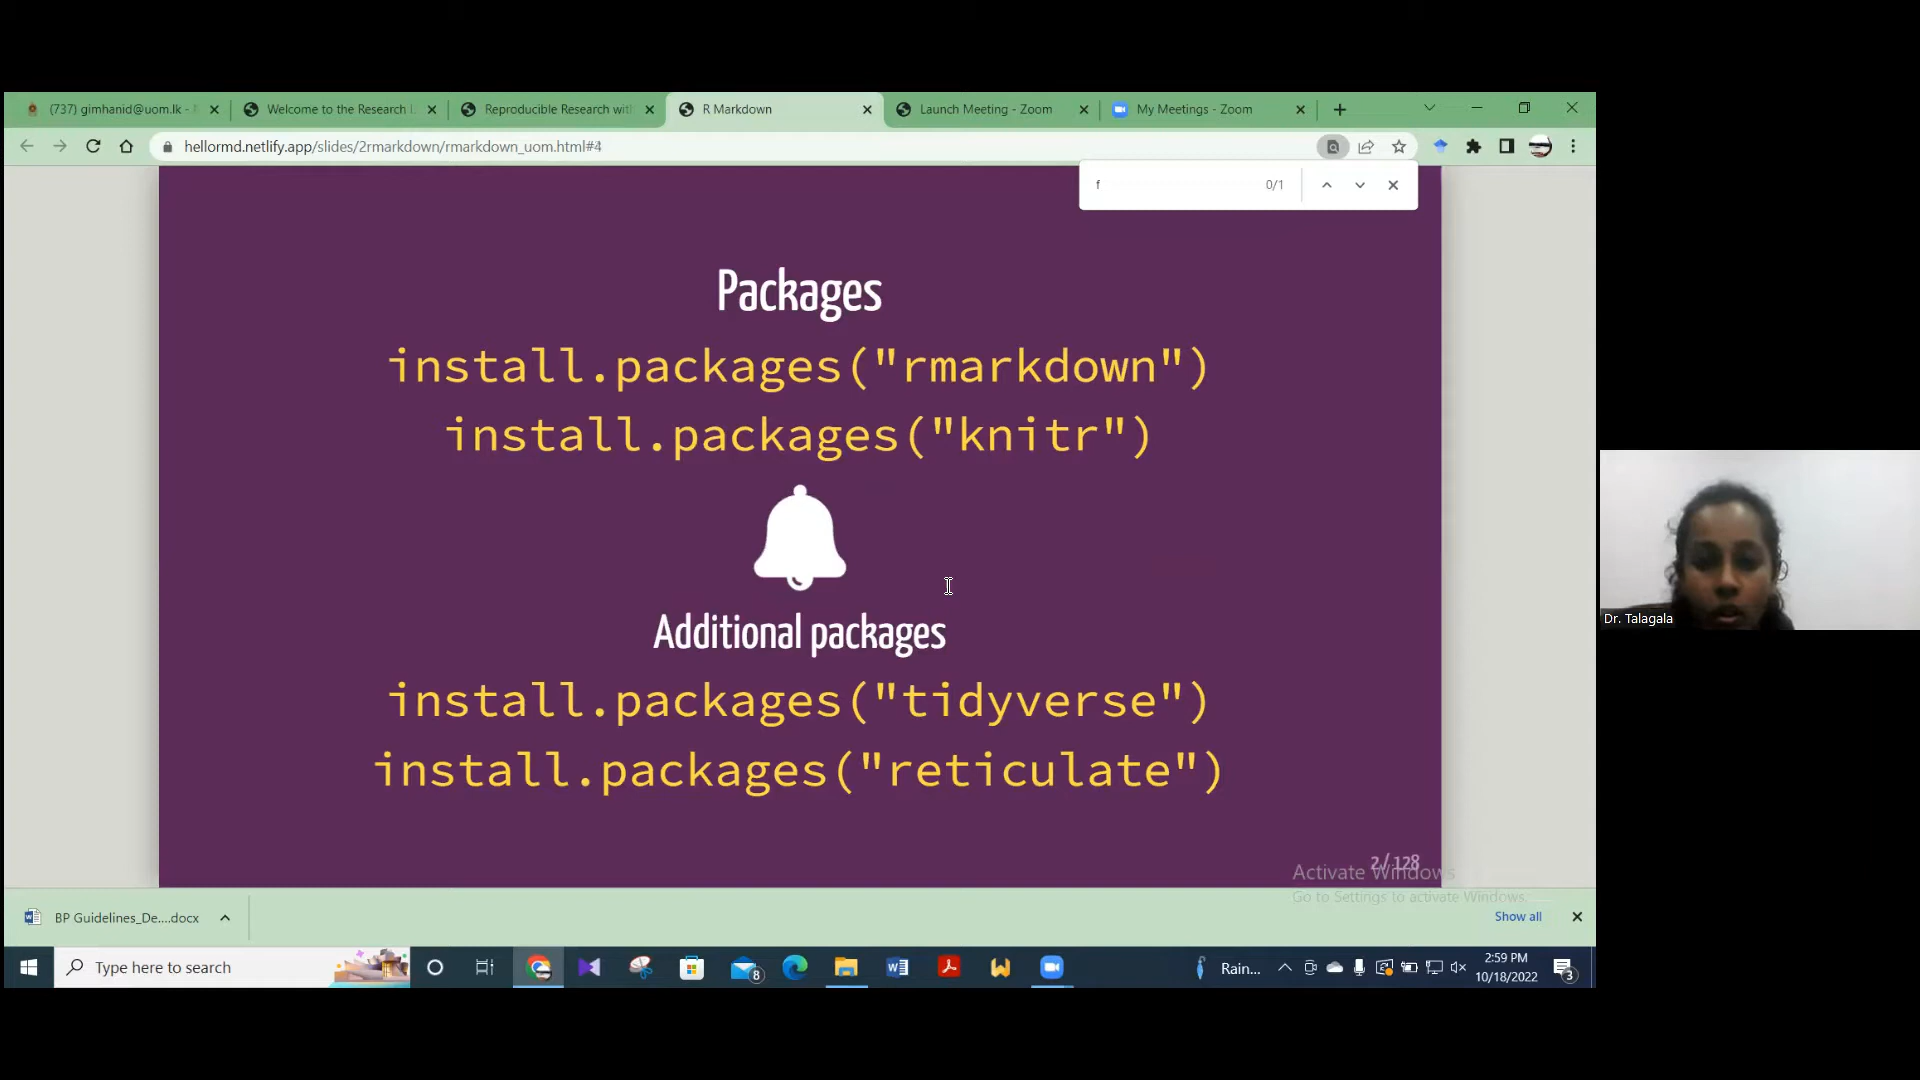 (737) gimhanid@uom.lk -
Welcome to the Research
Reproducible Research with
R Markdown
Launch Meeting - Zoom
My Meetings - Zoom
hellormd.netlify.app/slides/2rmarkdown/rmarkdown_uom.html#4
f
0/1
Packages
install.packages("rmarkdown")
install.packages("knitr")
Additional packages
install.packages("tidyverse")
install.packages("reticulate")
2 / 128
Activate Windows
Go to Settings to activate Windows.
Dr. Talagala
BP Guidelines_De....docx
Show all
Type here to search
8
Rain...
2:59 PM
10/18/2022
3